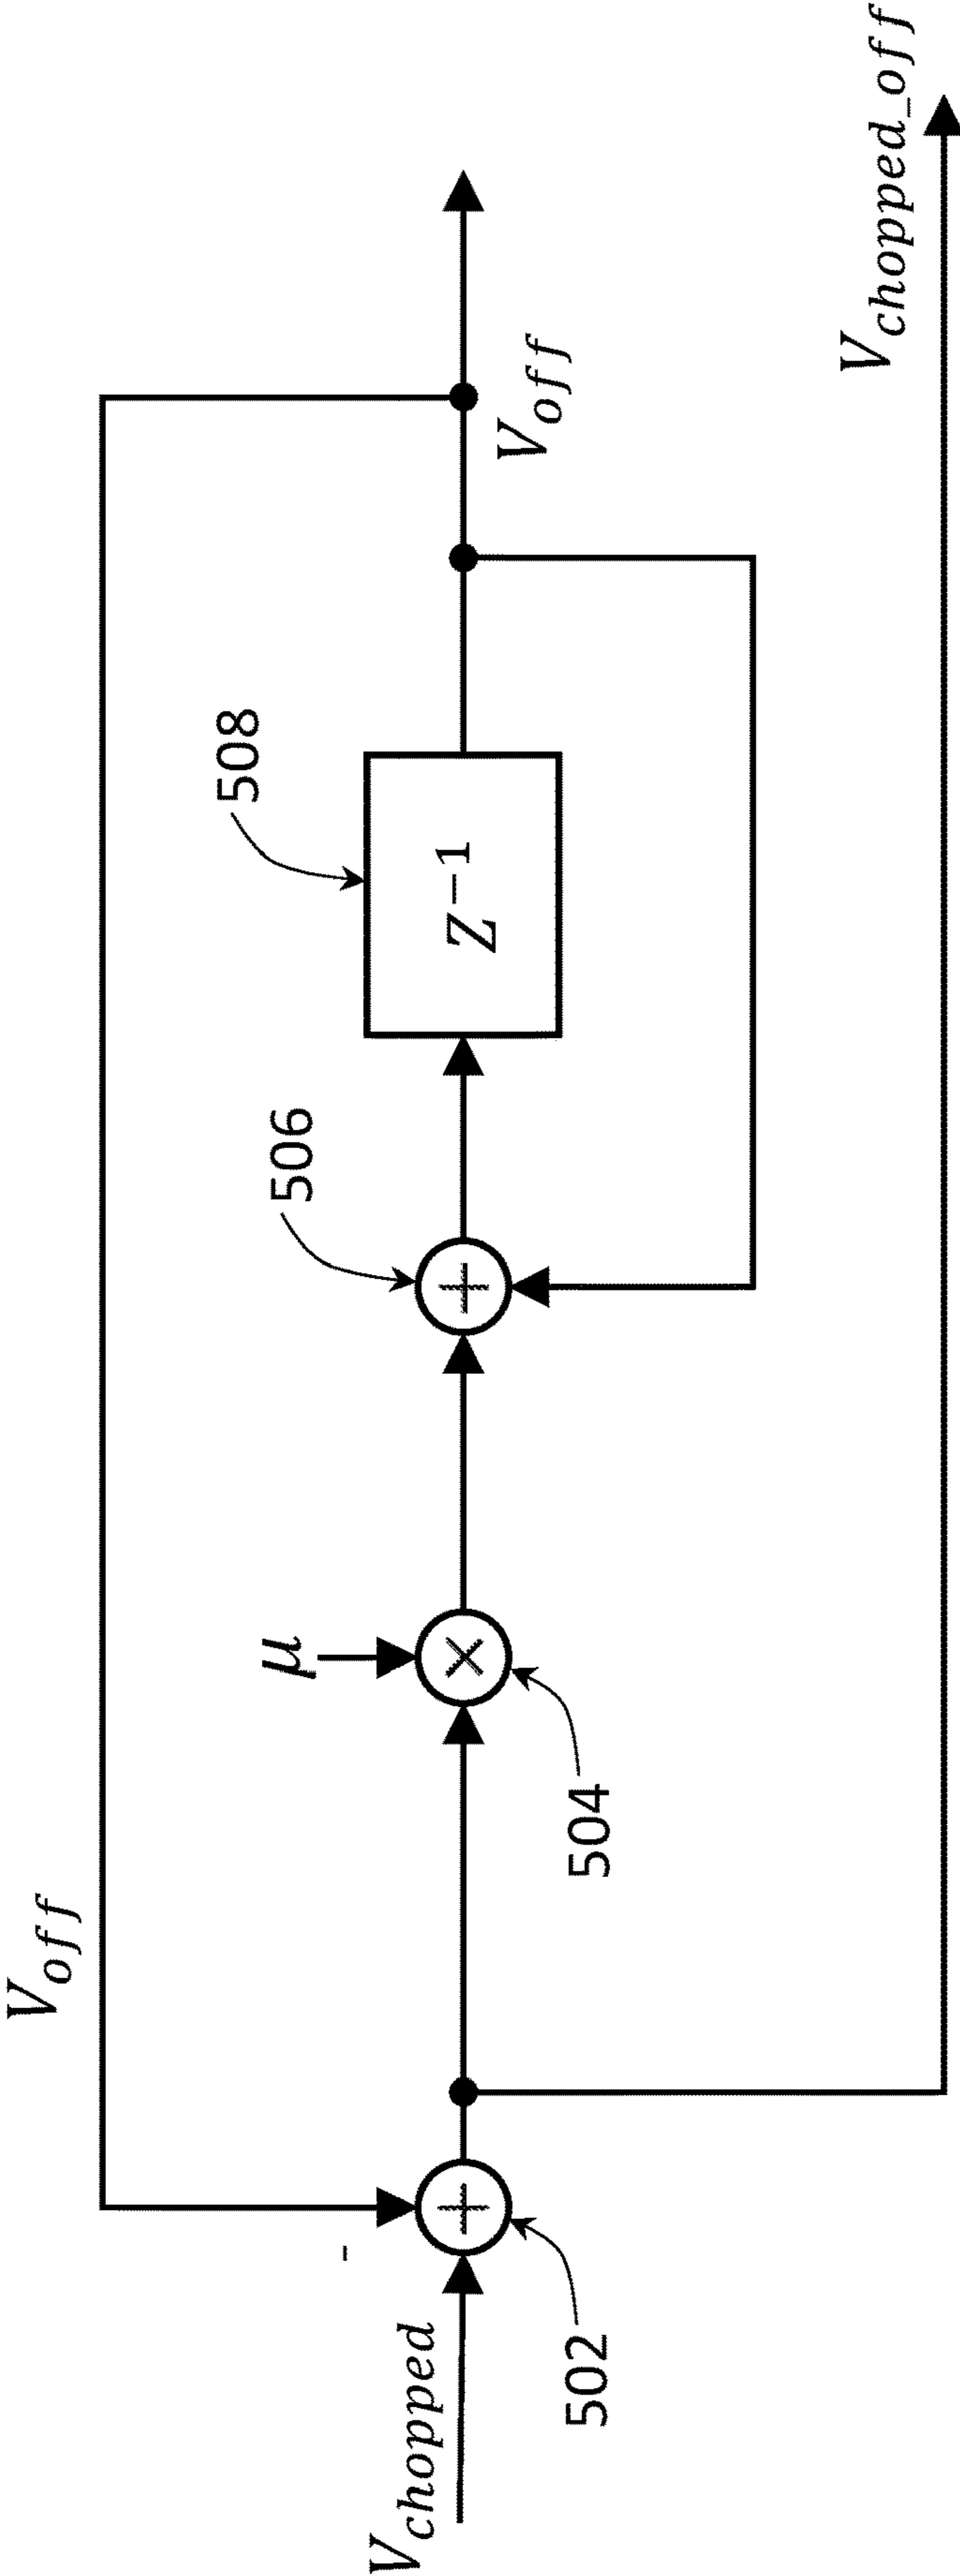 V_off
508
506
μ
-
+
×
+
Z^−1
V_off
V_chopped
502
504
V_chopped_off